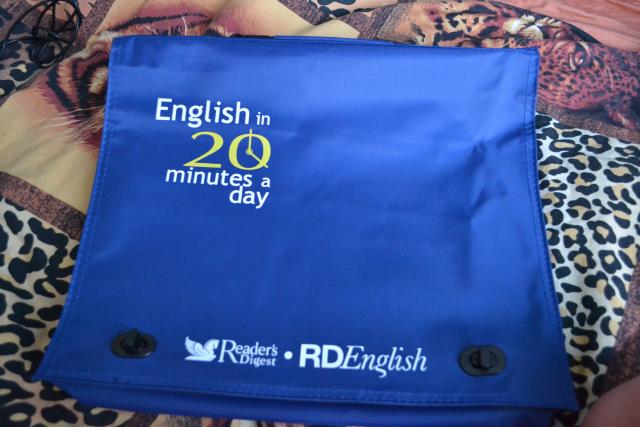 English in
20
minutes a
day
Reader's
Digest • RDEnglish